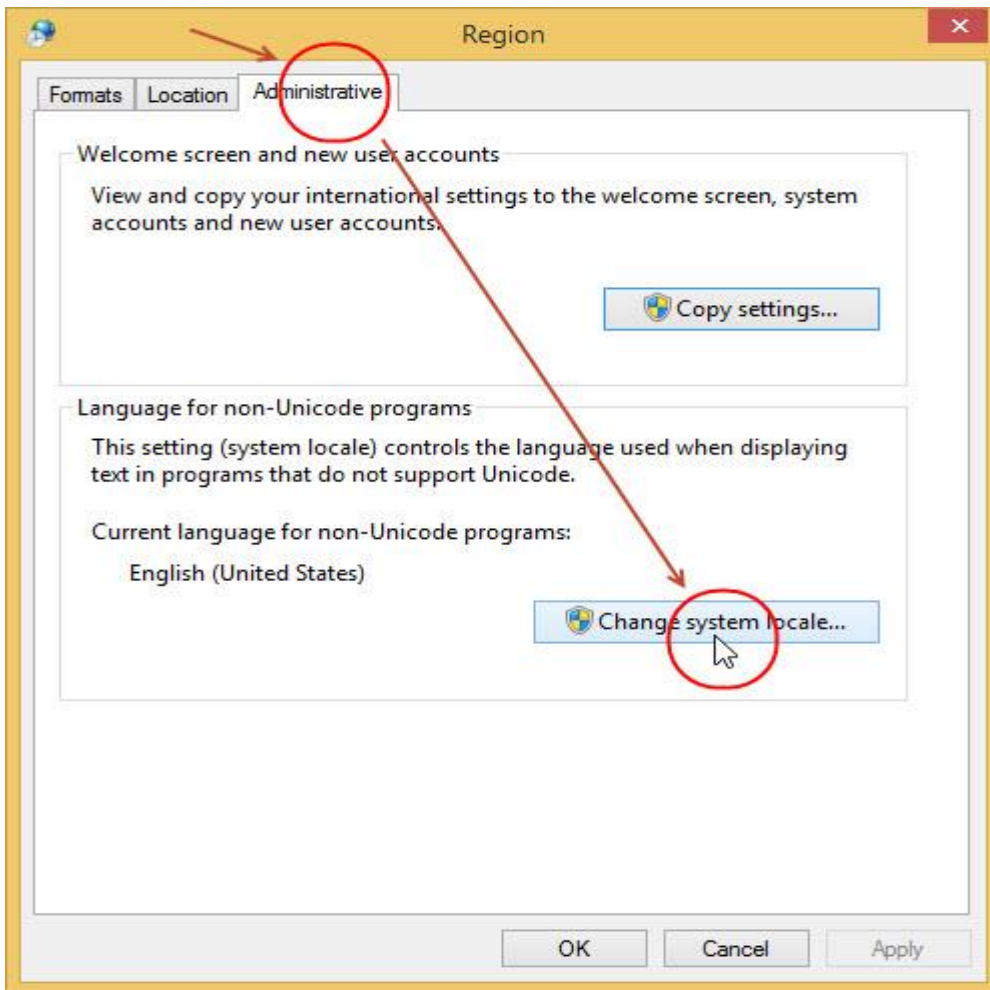 Region
Formats Location Administrative
Welcome screen and new user accounts
View and copy your international settings to the welcome screen, system
accounts and new user accounts.
Copy settings...
Language for non-Unicode programs
This setting (system locale) controls the language used when displaying
text in programs that do not support Unicode.
Current language for non-Unicode programs:
English (United States)
Change system locale...
OK Cancel Apply